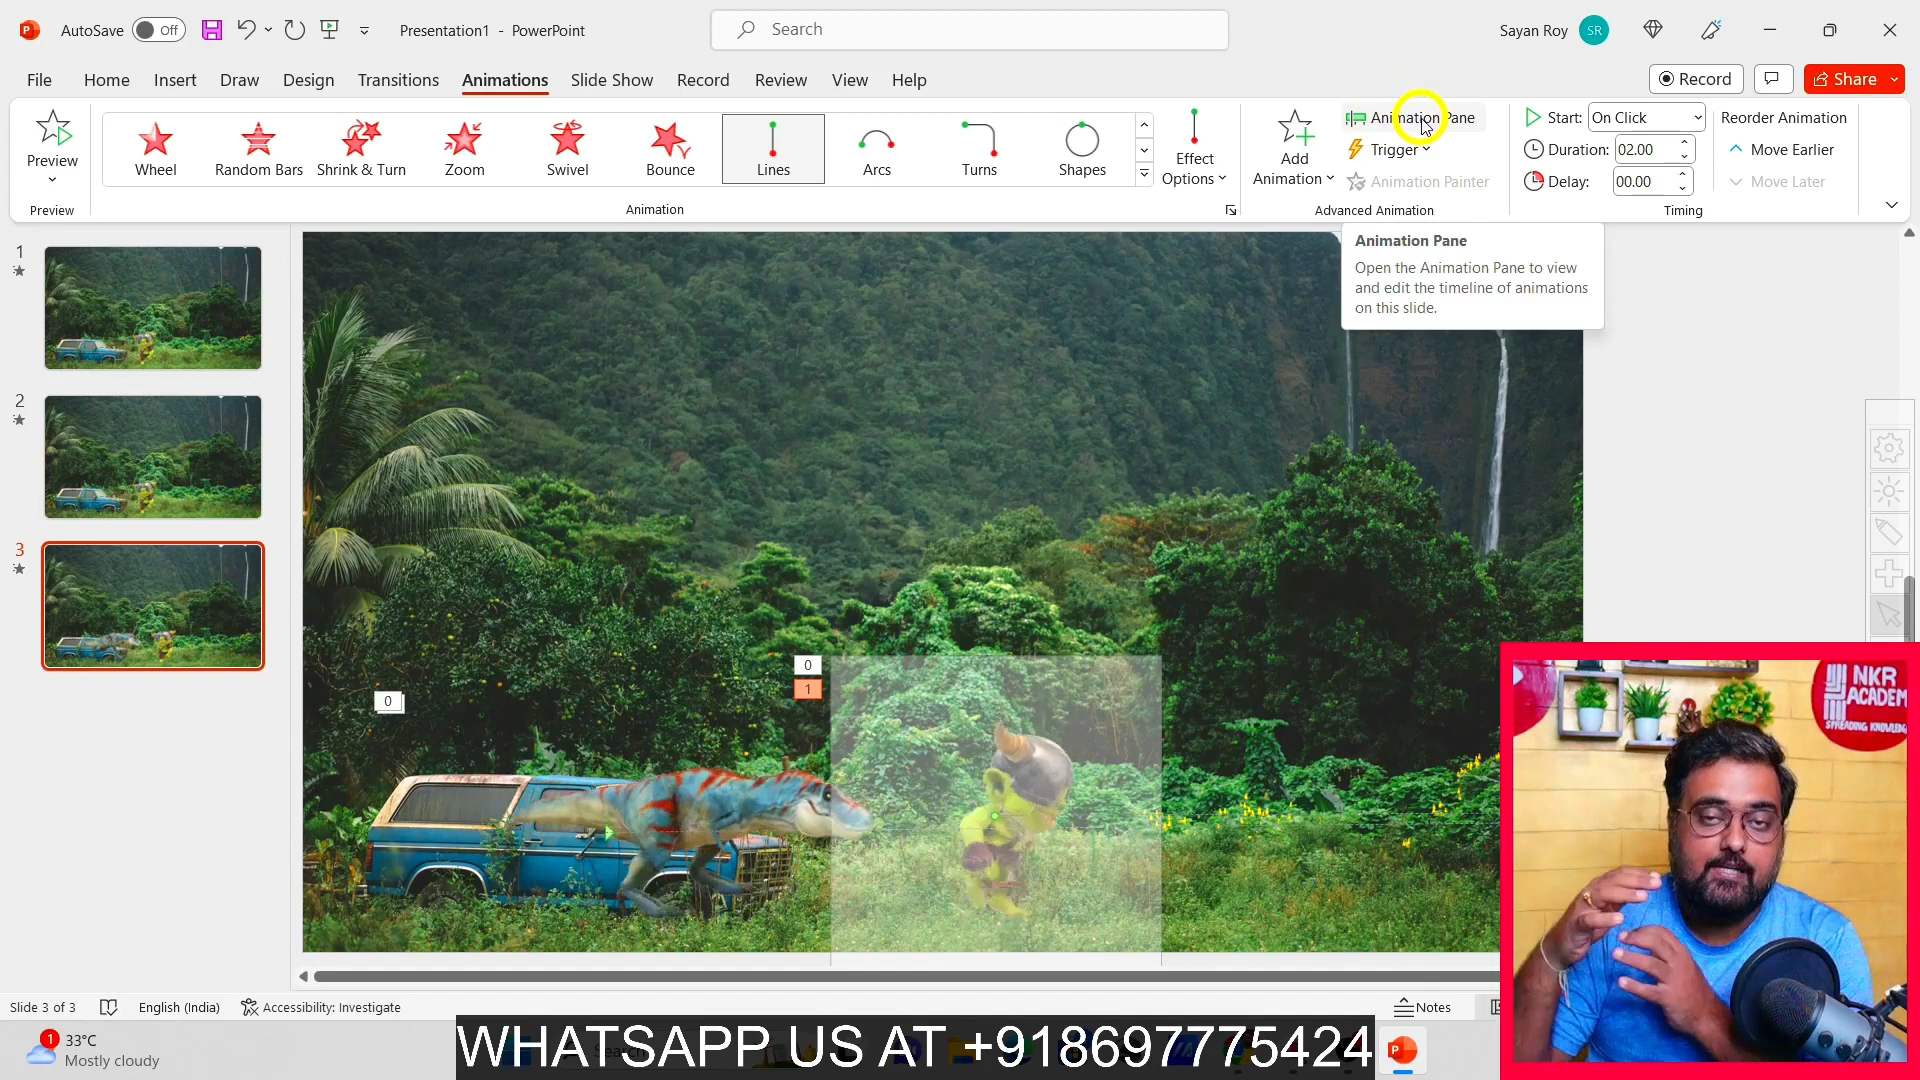 AutoSave Off Presentation1 - PowerPoint Search Sayan Roy SR
File Home Insert Draw Design Transitions Animations Slide Show Record Review View Help Record Share
Preview
Wheel Random Bars Shrink & Turn Zoom Swivel Bounce Lines Arcs Turns Shapes
Effect
Options
Add
Animation
Animation Pane
Trigger
Animation Painter
Start: On Click
Duration: 02.00
Delay: 00.00
Reorder Animation
Move Earlier
Move Later
Preview Animation Advanced Animation Timing
Animation Pane
Open the Animation Pane to view
and edit the timeline of animations
on this slide.
1
2
3
0
1
0
NKR
ACADEM
SPREADING KNOWLEDG
Slide 3 of 3 English (India) Accessibility: Investigate Notes
1
33°C
Mostly cloudy
WHATSAPP US AT +918697775424